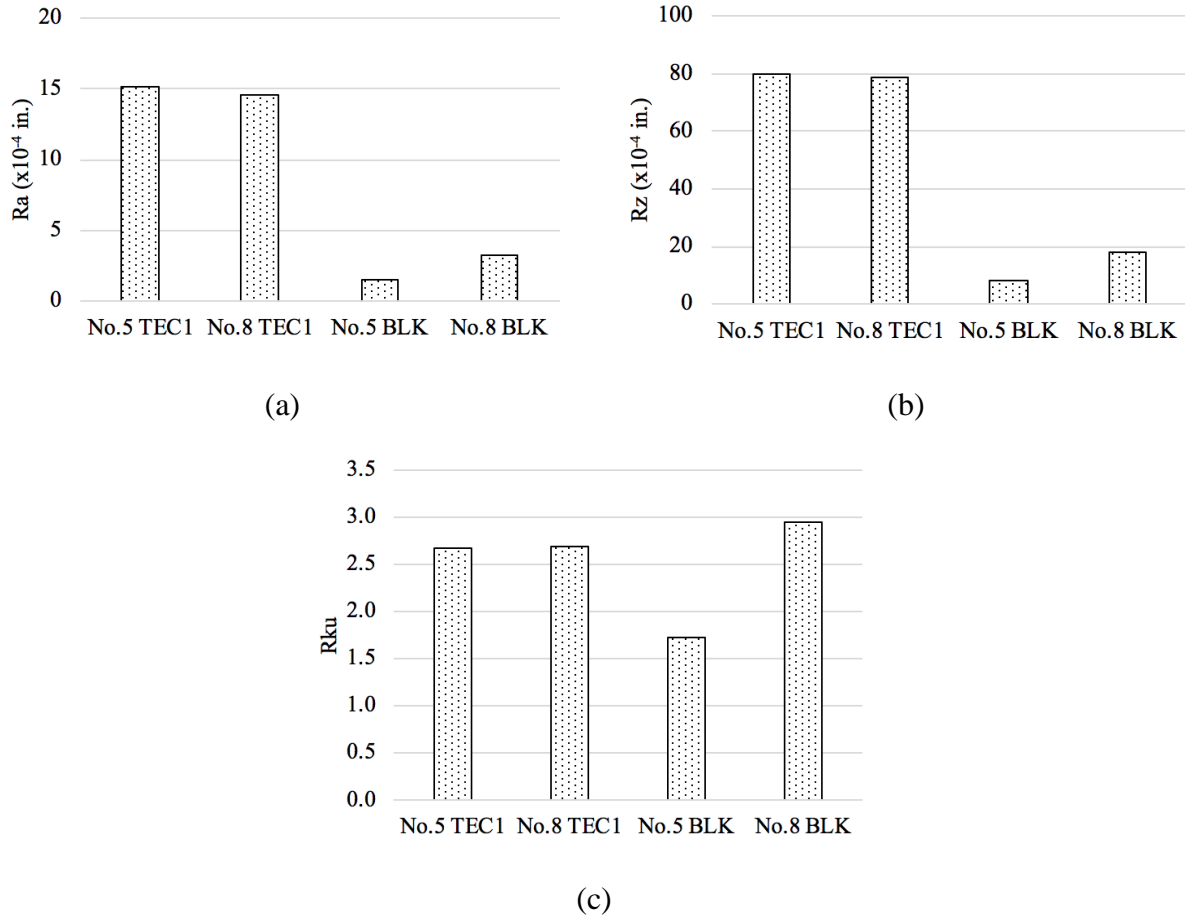 20
15
10
5
0
Ra (x10⁻⁴ in.)
No.5 TEC1 No.8 TEC1 No.5 BLK No.8 BLK
(a)
100
80
60
40
20
0
Rz (x10⁻⁴ in.)
No.5 TEC1 No.8 TEC1 No.5 BLK No.8 BLK
(b)
3.5
3.0
2.5
2.0
1.5
1.0
0.5
0.0
Rku
No.5 TEC1 No.8 TEC1 No.5 BLK No.8 BLK
(c)